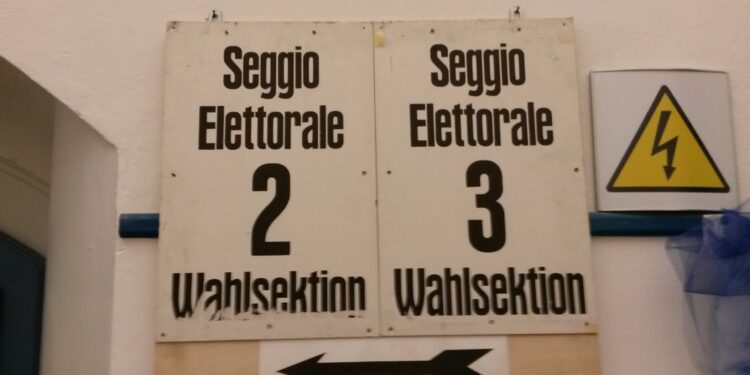 Seggio
Elettorale
2
Wahlsektion
Seggio
Elettorale
3
Wahlsektion